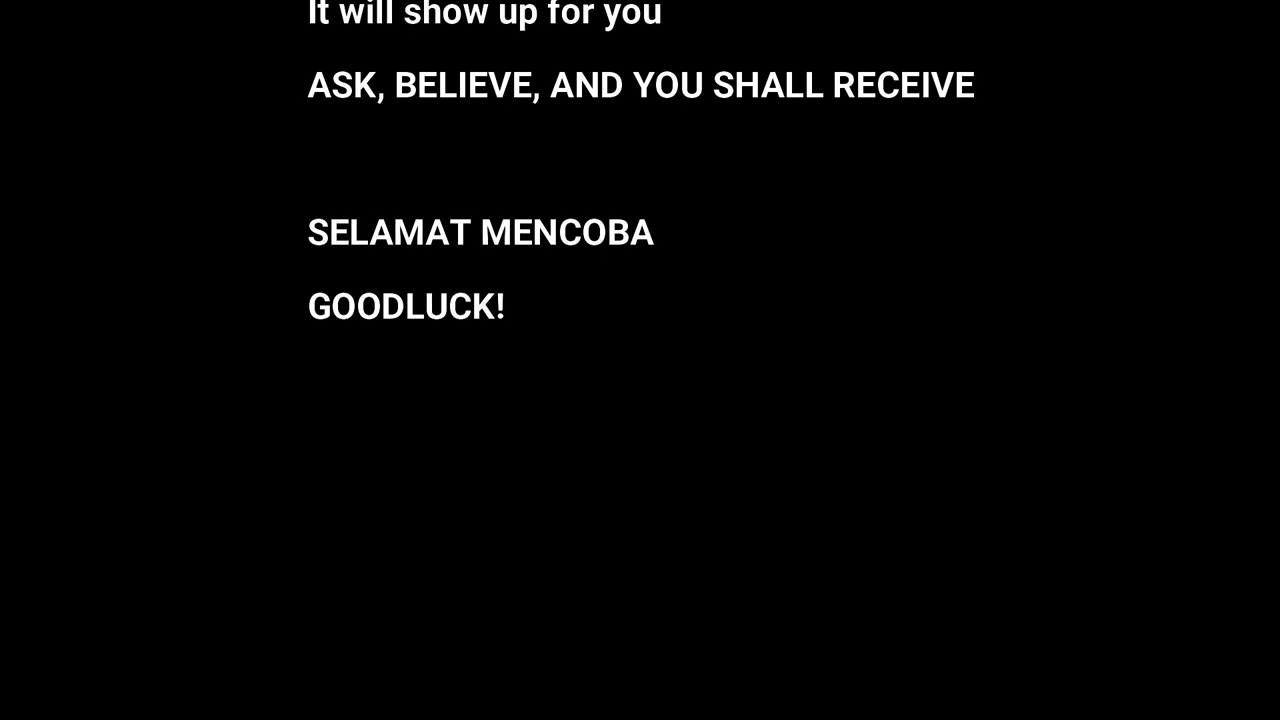 It will show up for you
ASK, BELIEVE, AND YOU SHALL RECEIVE
SELAMAT MENCOBA
GOODLUCK!